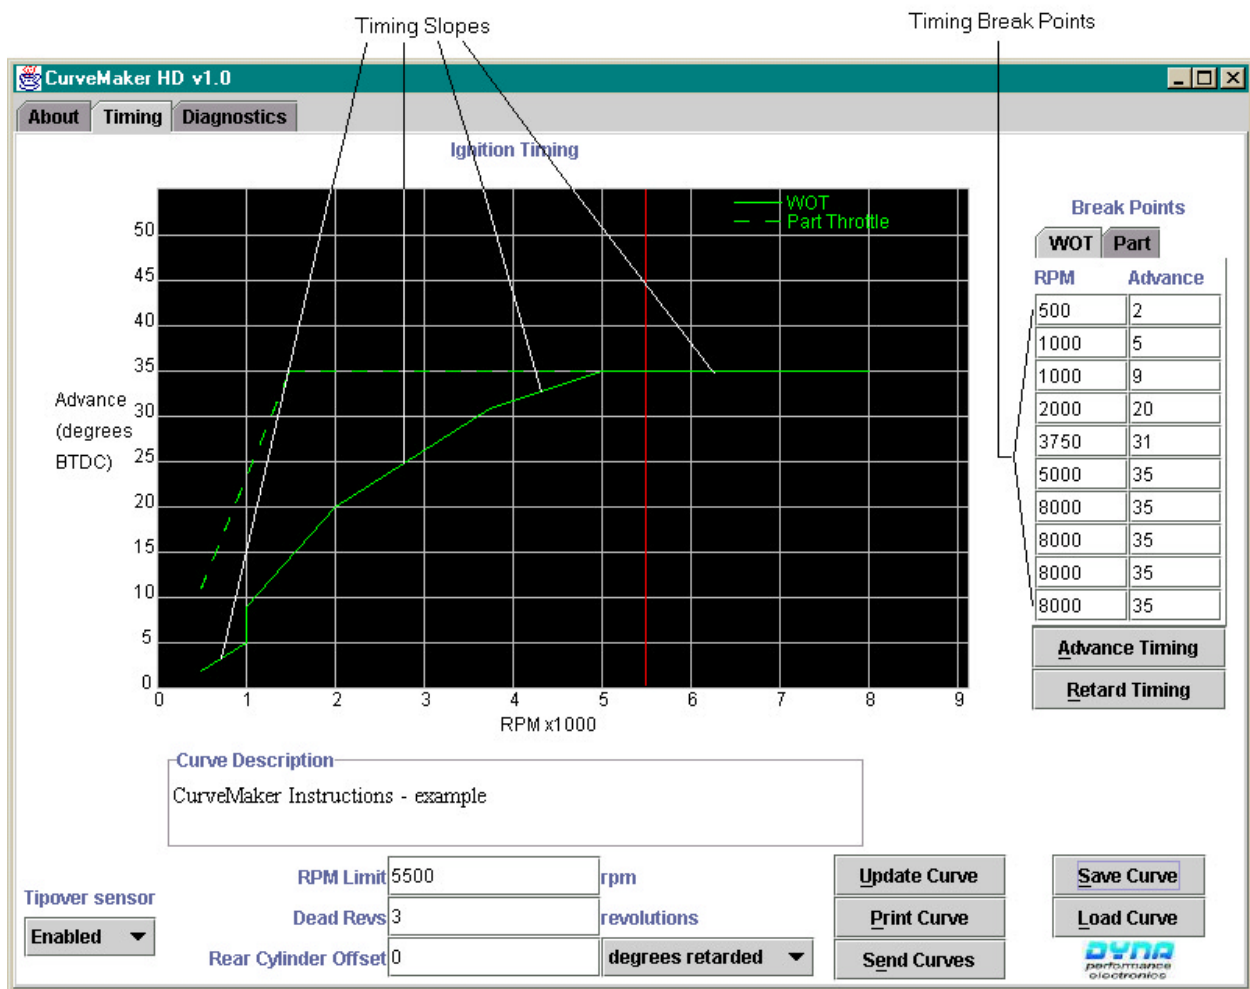 Timing Slopes
Timing Break Points
CurveMaker HD v1.0
About Timing Diagnostics
Ignition Timing
WOT
Part Throttle
50
45
40
35
30
25
20
15
10
5
0
Advance
(degrees
BTDC)
0 1 2 3 4 5 6 7 8 9
RPM x1000
Break Points
WOT Part
RPM Advance
500 2
1000 5
1000 9
2000 20
3750 31
5000 35
8000 35
8000 35
8000 35
8000 35
Advance Timing
Retard Timing
Curve Description
CurveMaker Instructions - example
Tipover sensor
Enabled
RPM Limit 5500 rpm
Dead Revs 3 revolutions
Rear Cylinder Offset 0 degrees retarded
Update Curve
Print Curve
Send Curves
Save Curve
Load Curve
DYNA
performance
electronics